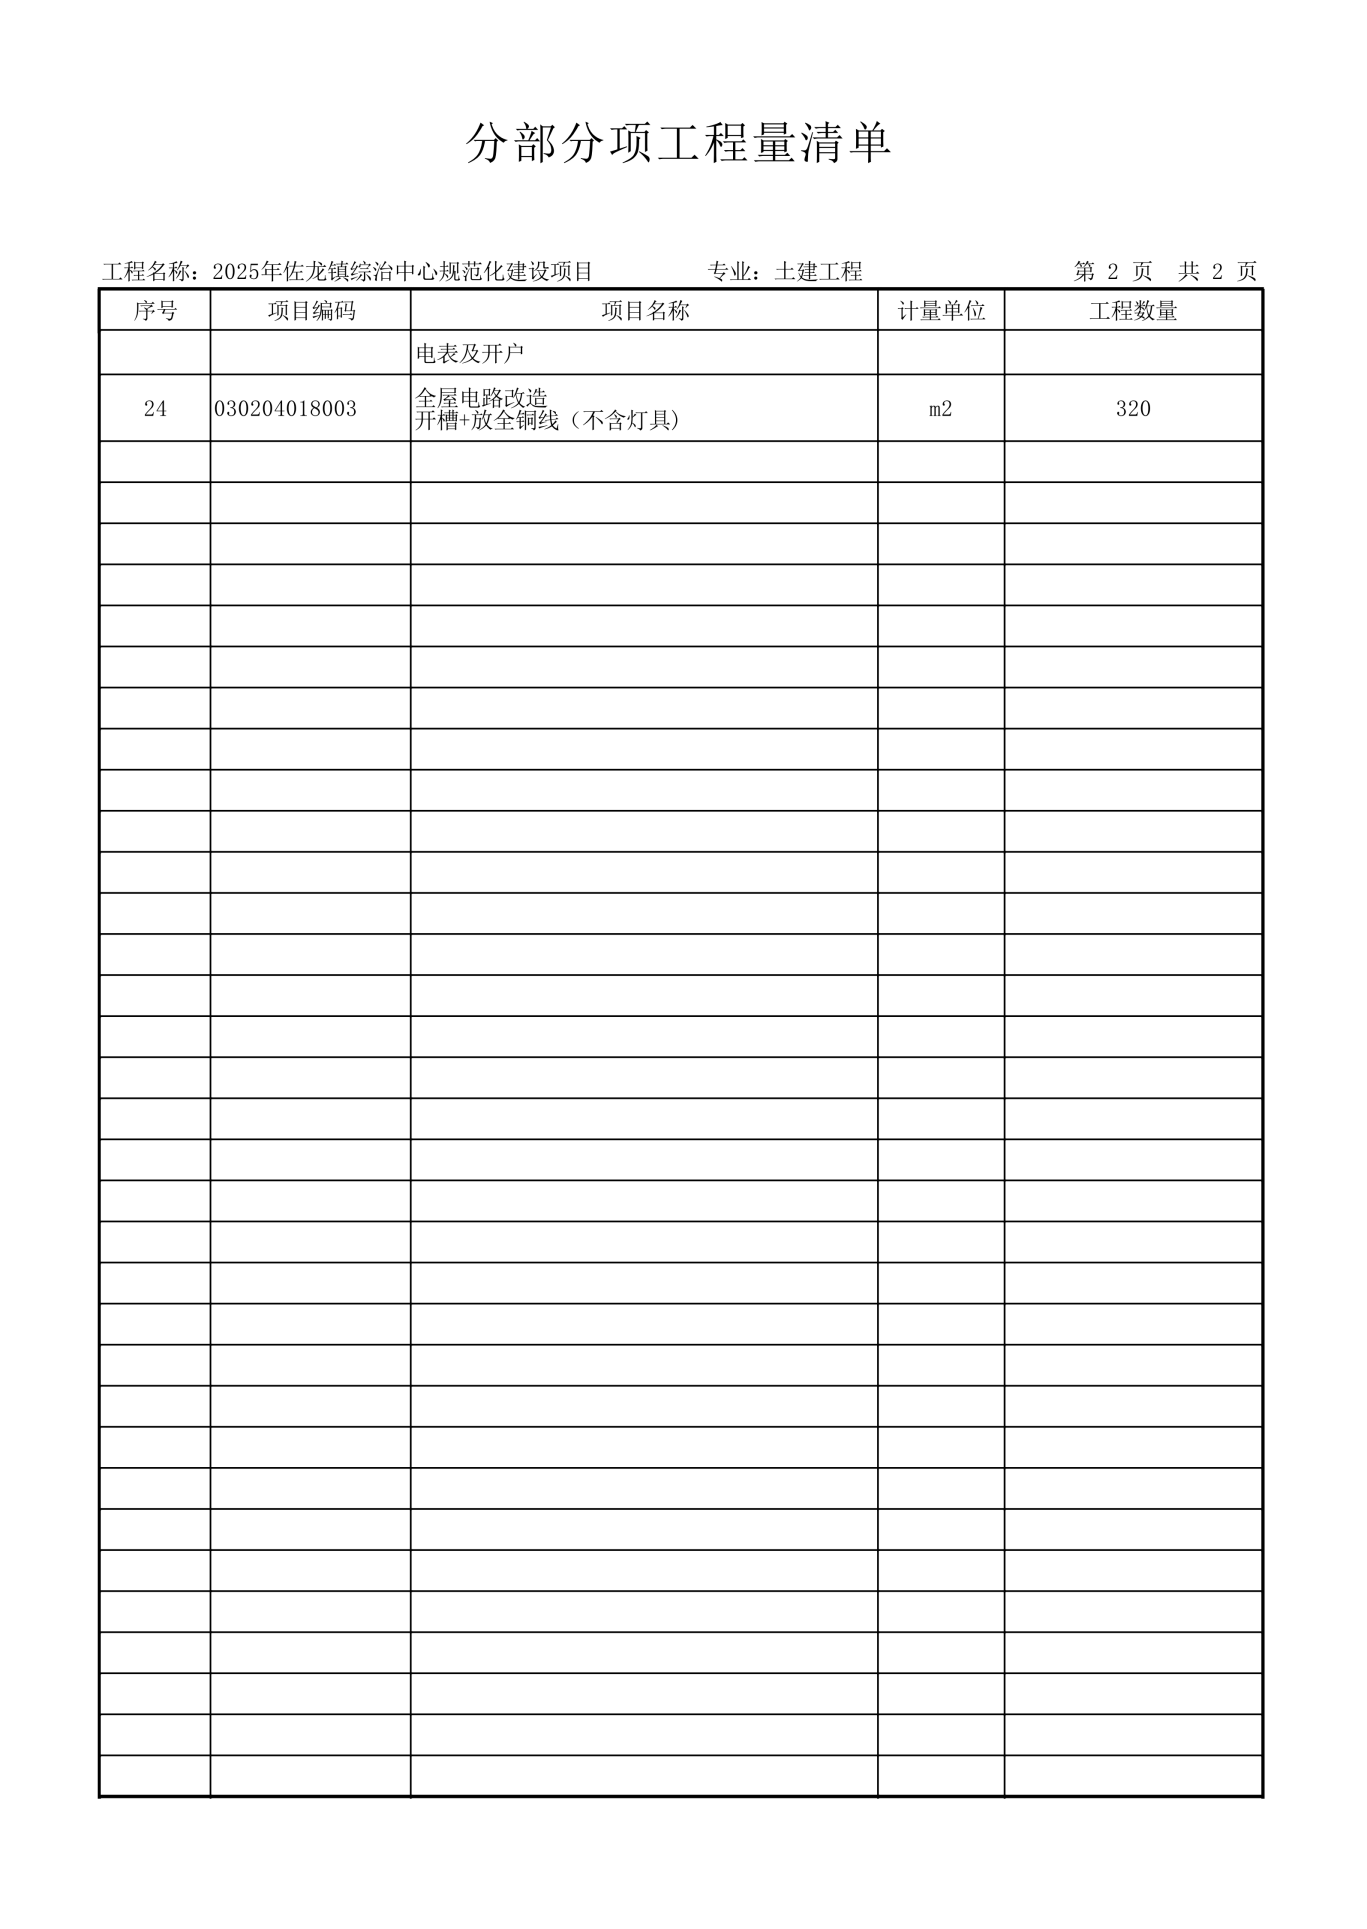 分部分项工程量清单
工程名称：2025年佐龙镇综治中心规范化建设项目 专业：土建工程 第 2 页 共 2 页
序号 项目编码 项目名称 计量单位 工程数量
电表及开户
24 030204018003 全屋电路改造 m2 320
开槽+放全铜线（不含灯具）